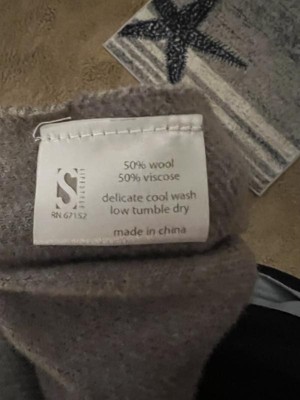 S
RN 67152
50% wool
50% viscose
delicate cool wash
low tumble dry
made in china